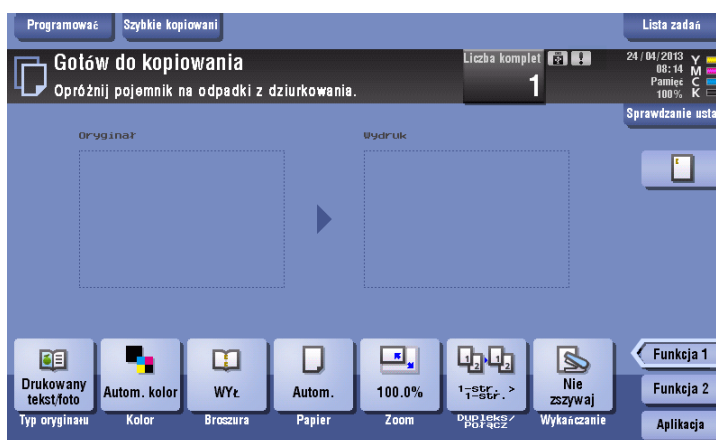 Programować Szybkie kopiowani Lista zadań
Gotów do kopiowania
Opróżnij pojemnik na odpadki z dziurkowania.
Liczba komplet
1
24/04/2013
08:14
Pamięć
100%
Y
M
C
K
Sprawdzanie usta
Oryginał Wydruk
Drukowany
tekst/foto
Autom. kolor
WYŁ
Autom.
100.0%
1-str. >
1-str.
Nie
zszywaj
Typ oryginału Kolor Broszura Papier Zoom Dupleks/
Połącz
Wykańczanie
Funkcja 1
Funkcja 2
Aplikacja